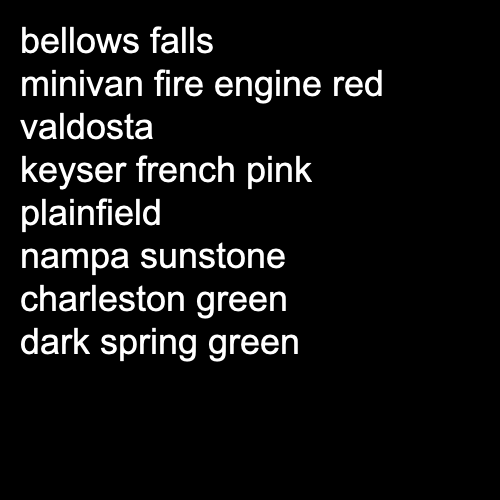 bellows falls
minivan fire engine red
valdosta
keyser french pink
plainfield
nampa sunstone
charleston green
dark spring green